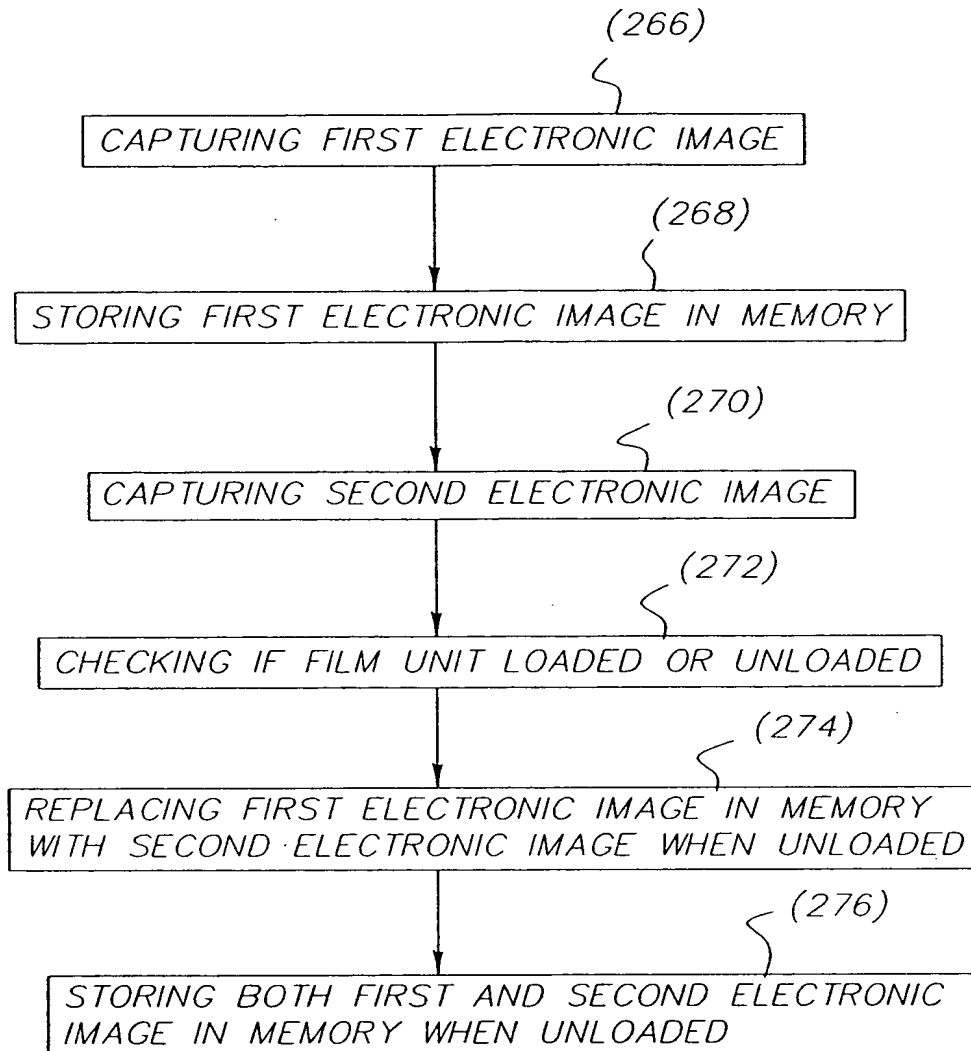 (266)
CAPTURING FIRST ELECTRONIC IMAGE
(268)
STORING FIRST ELECTRONIC IMAGE IN MEMORY
(270)
CAPTURING SECOND ELECTRONIC IMAGE
(272)
CHECKING IF FILM UNIT LOADED OR UNLOADED
(274)
REPLACING FIRST ELECTRONIC IMAGE IN MEMORY
WITH SECOND ELECTRONIC IMAGE WHEN UNLOADED
(276)
STORING BOTH FIRST AND SECOND ELECTRONIC
IMAGE IN MEMORY WHEN UNLOADED